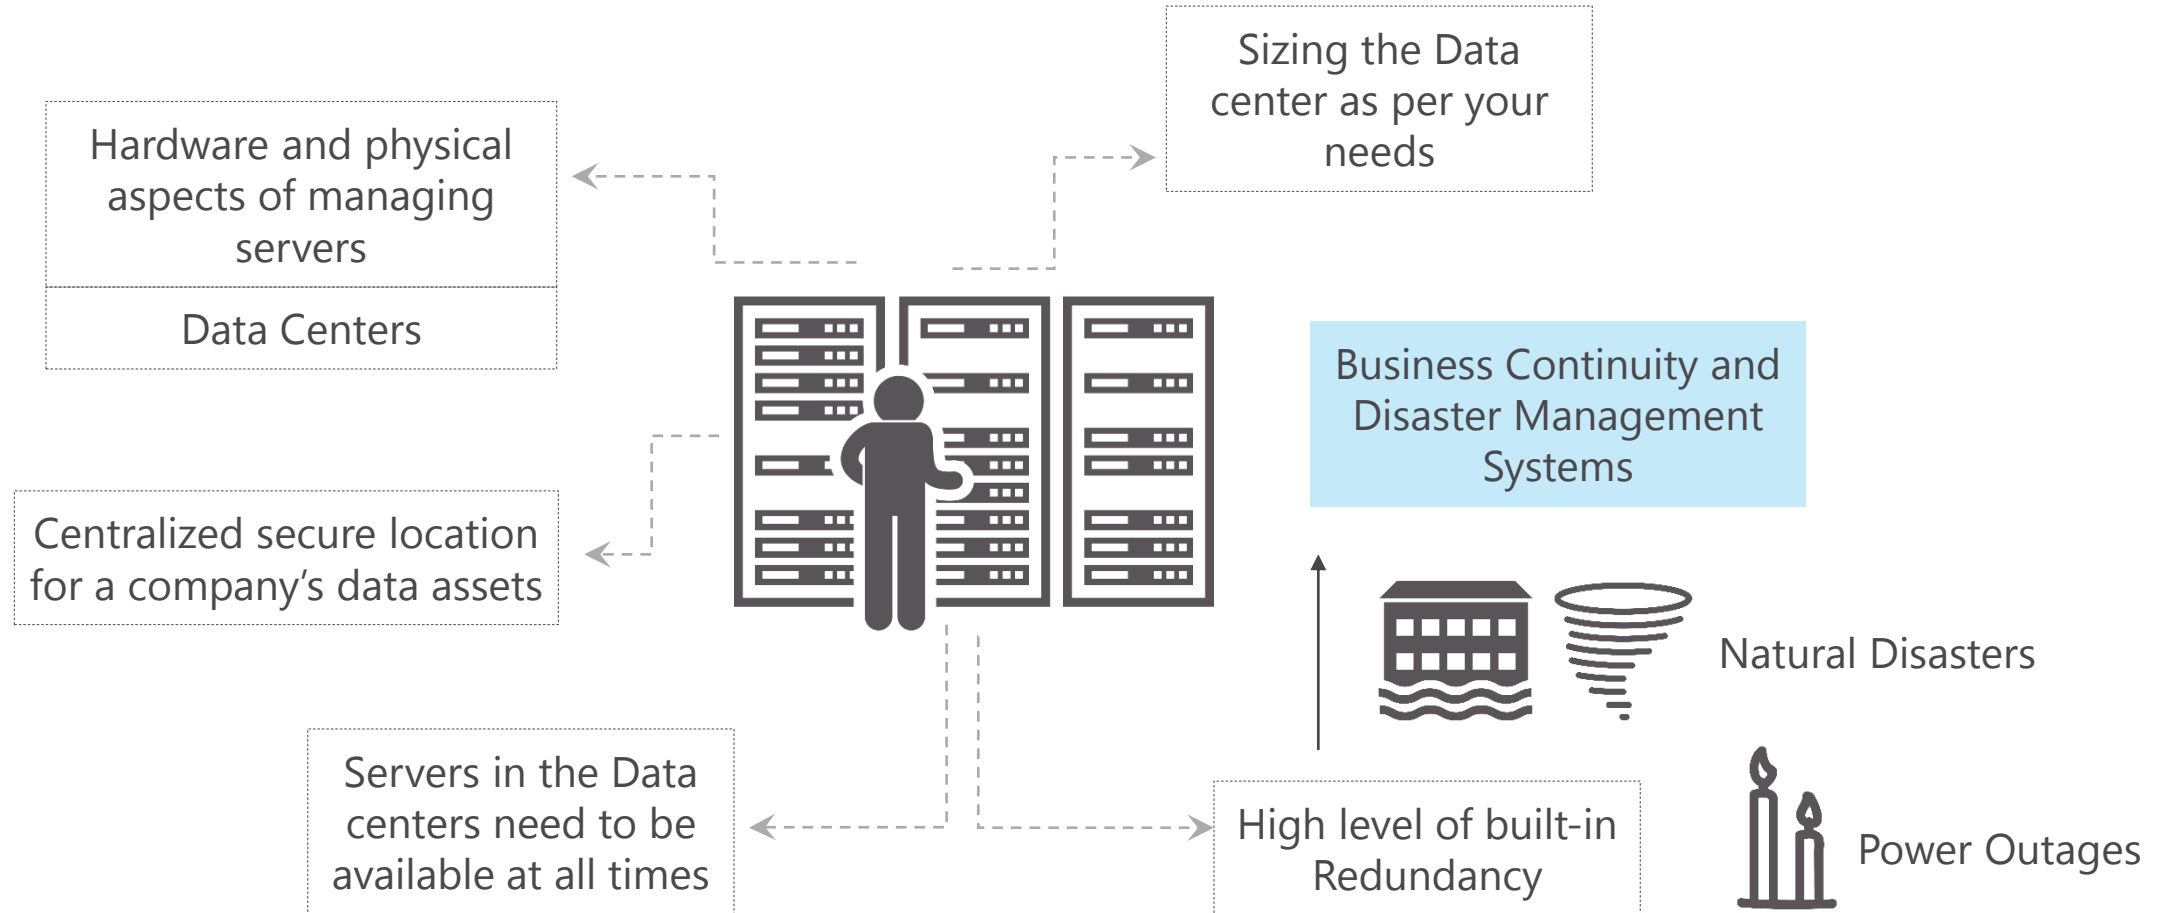 Sizing the Data
center as per your
needs
Hardware and physical
aspects of managing
servers
Data Centers
Business Continuity and
Disaster Management
Systems
Centralized secure location
for a company’s data assets
Natural Disasters
Servers in the Data
centers need to be
available at all times
High level of built-in
Redundancy
Power Outages